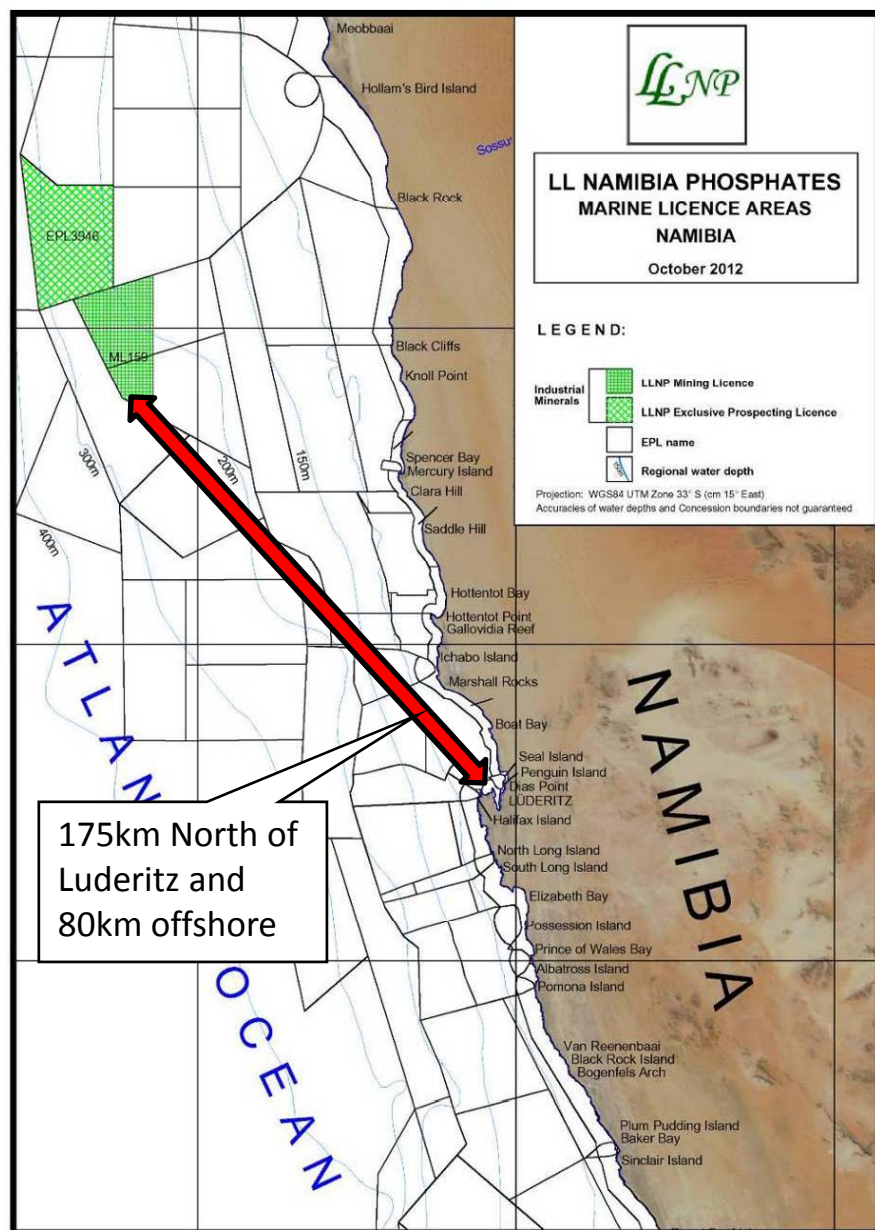 Meobbaai
Hollam's Bird Island
Sossu
Black Rock
EPL3946
Black Cliffs
ML159
Knoll Point
Spencer Bay
Mercury Island
Clara Hill
Saddle Hill
300m
200m
150m
400m
Hottentot Bay
Hottentot Point
Gallovidia Reef
Ichabo Island
Marshall Rocks
Boat Bay
Seal Island
Penguin Island
Dias Point
LÜDERITZ
Halifax Island
North Long Island
South Long Island
Elizabeth Bay
Possession Island
Prince of Wales Bay
Albatross Island
Pomona Island
Van Reenenbaai
Black Rock Island
Bogenfels Arch
Plum Pudding Island
Baker Bay
Sinclair Island
ATLAN
OCEAN
NAMIBIA
175km North of
Luderitz and
80km offshore
LLNP
LL NAMIBIA PHOSPHATES
MARINE LICENCE AREAS
NAMIBIA
October 2012
LEGEND:
Industrial
Minerals
LLNP Mining Licence
LLNP Exclusive Prospecting Licence
EPL name
Regional water depth
Projection: WGS84 UTM Zone 33° S (cm 15° East)
Accuracies of water depths and Concession boundaries not guaranteed